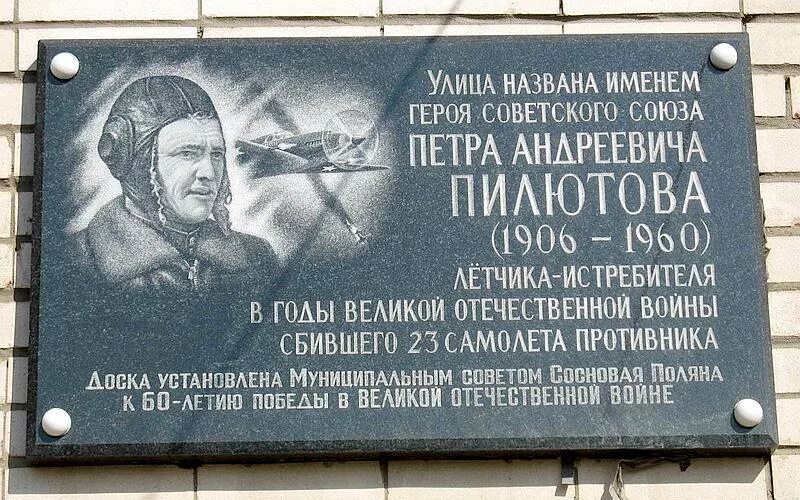 Улица названа именем
героя Советского Союза
Петра Андреевича
Пилютова
(1906 – 1960)
лётчика-истребителя
в годы Великой Отечественной войны
сбившего 23 самолета противника
Доска установлена Муниципальным советом Сосновая Поляна
к 60-летию победы в Великой Отечественной войне